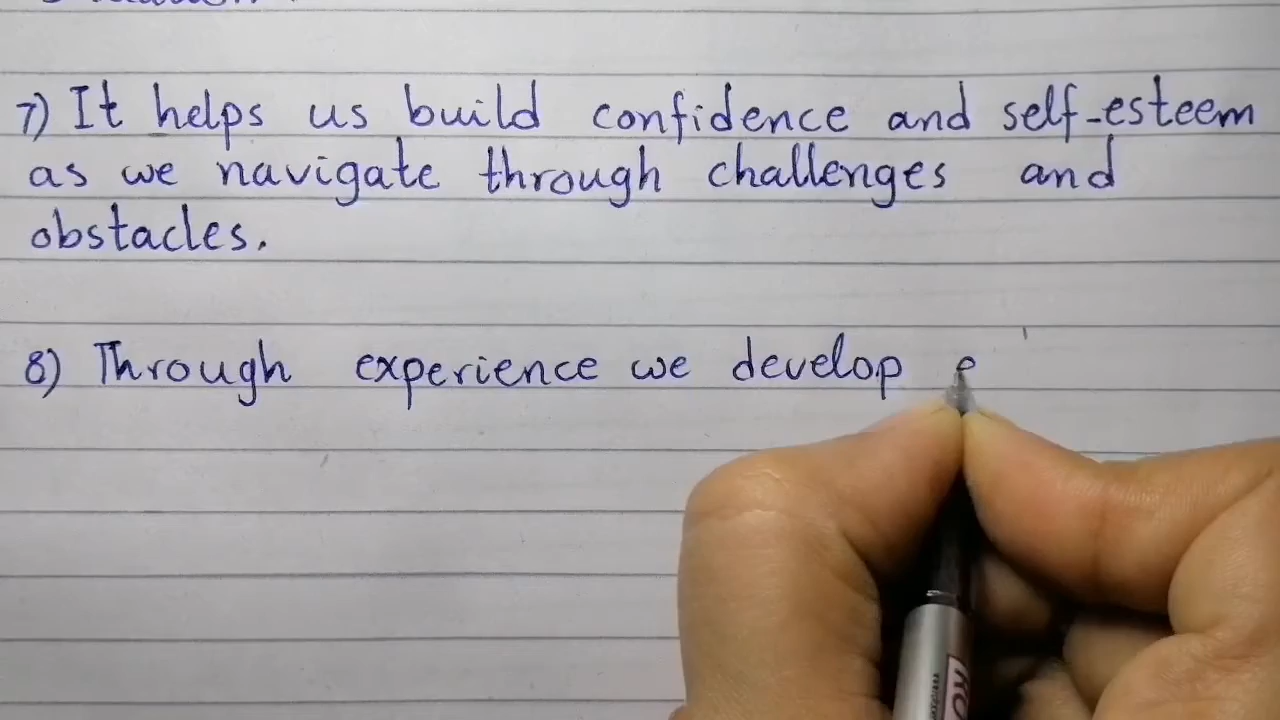 7) It helps us build confidence and self-esteem
as we navigate through challenges and
obstacles.
8) Through experience we develop e